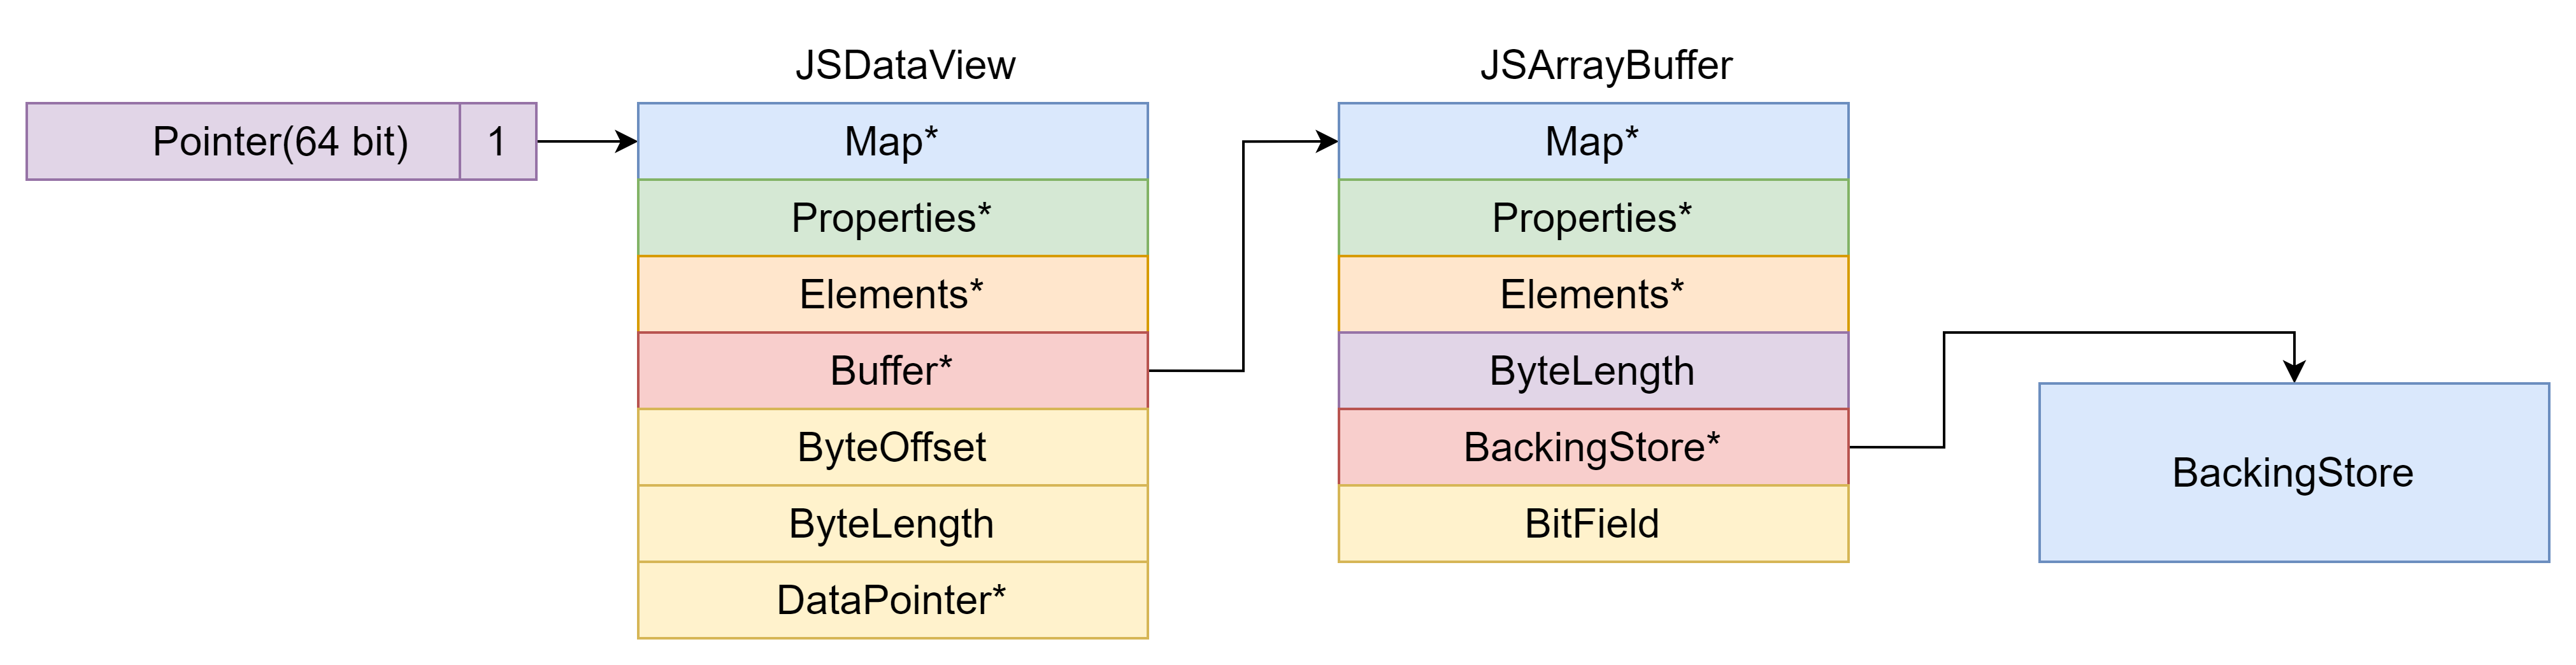 Pointer(64 bit)
1
JSDataView
Map*
Properties*
Elements*
Buffer*
ByteOffset
ByteLength
DataPointer*
JSArrayBuffer
Map*
Properties*
Elements*
ByteLength
BackingStore*
BitField
BackingStore